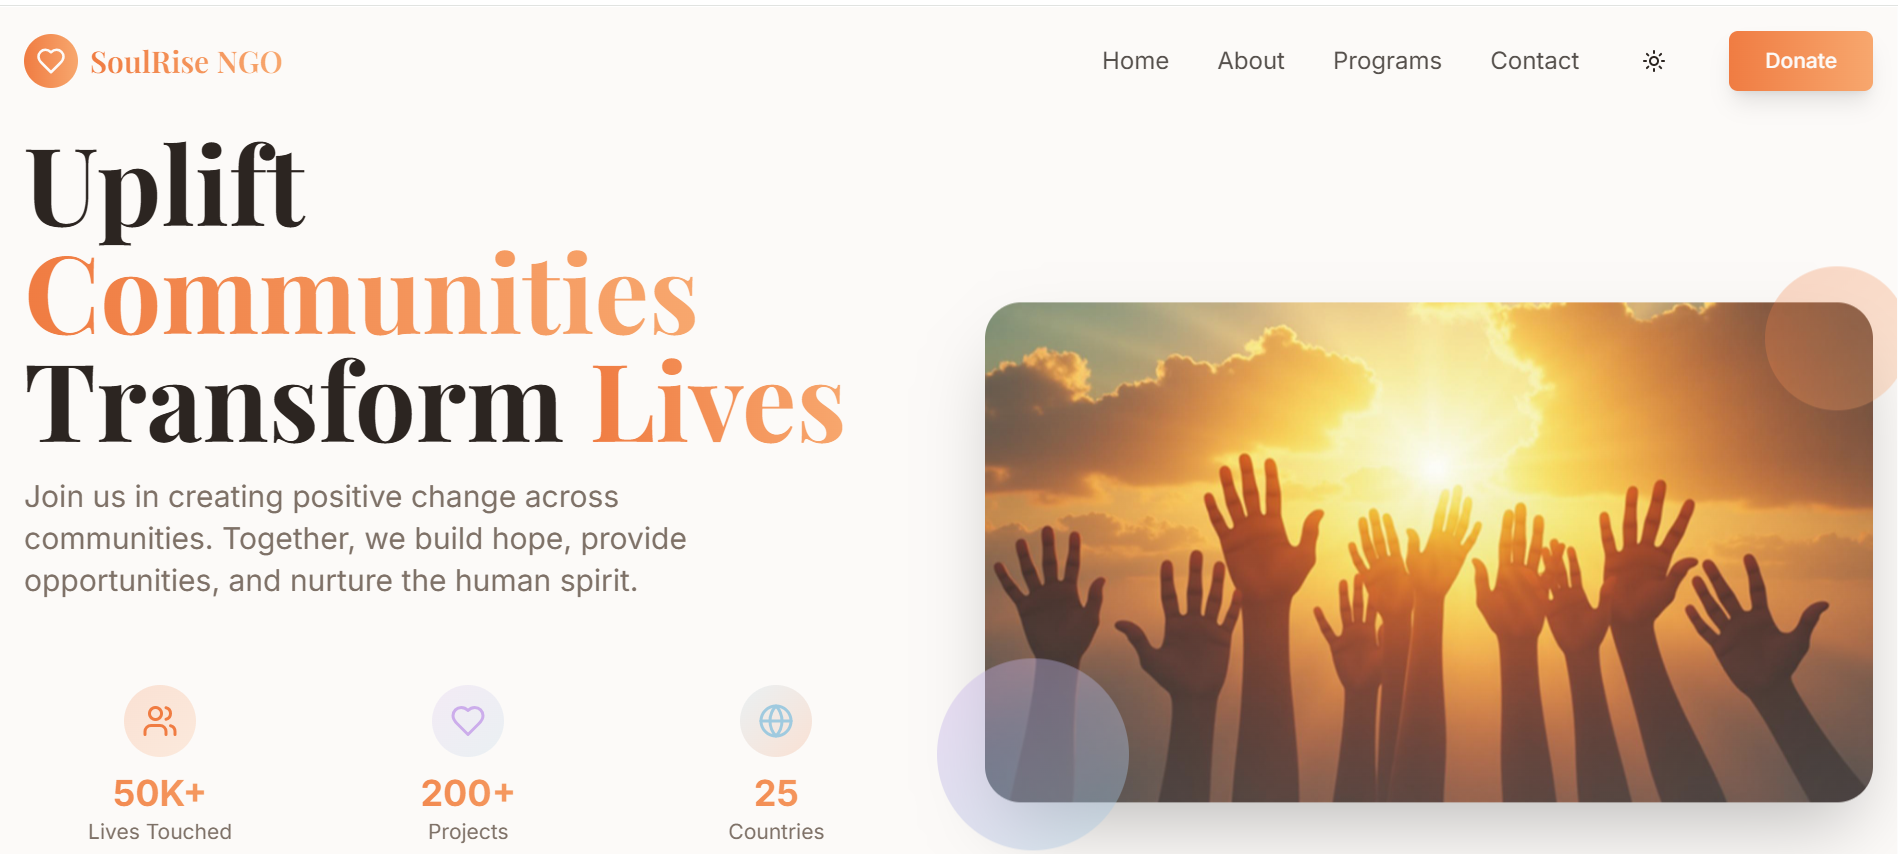 SoulRise NGO
Home About Programs Contact Donate
Uplift
Communities
Transform Lives
Join us in creating positive change across
communities. Together, we build hope, provide
opportunities, and nurture the human spirit.
50K+ 200+ 25
Lives Touched Projects Countries